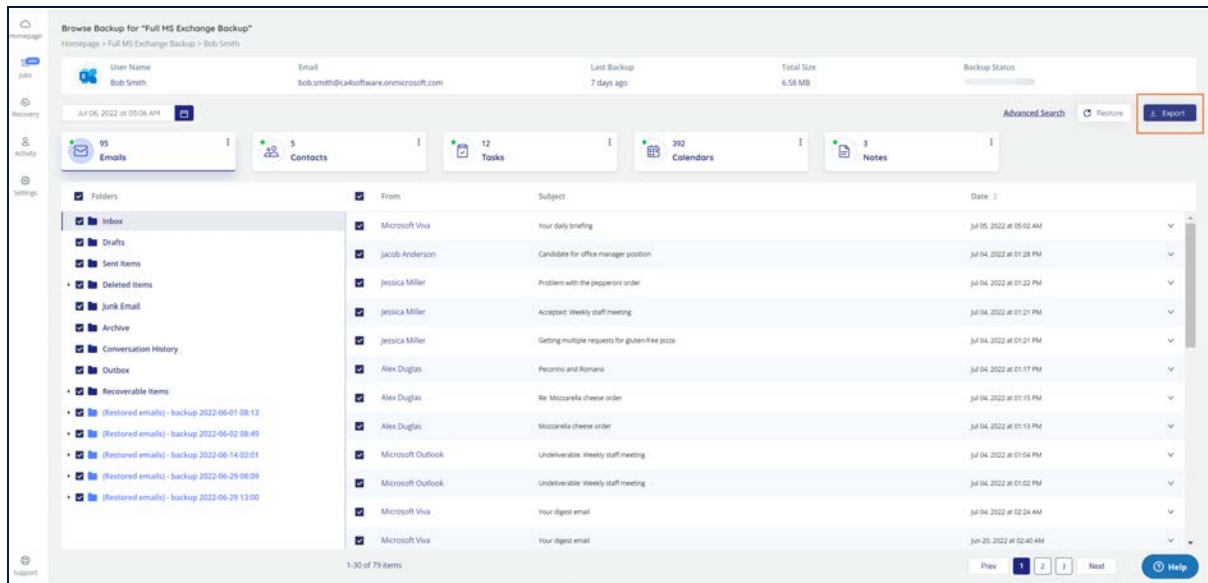 Homepage
Jobs
Recovery
Activity
Settings
Support
Browse Backup for "Full MS Exchange Backup"
Homepage > Full MS Exchange Backup > Bob Smith
User Name
Bob Smith
Email
bob.smith@ca4software.onmicrosoft.com
Last Backup
7 days ago
Total Size
6.58 MB
Backup Status
Jul 06, 2022 at 05:06 AM
Advanced Search
Restore
Export
95
Emails
5
Contacts
12
Tasks
392
Calendars
3
Notes
Folders
Inbox
Drafts
Sent Items
Deleted Items
Junk Email
Archive
Conversation History
Outbox
Recoverable Items
(Restored emails) - backup 2022-06-01 08:13
(Restored emails) - backup 2022-06-02 08:49
(Restored emails) - backup 2022-06-14 02:01
(Restored emails) - backup 2022-06-29 08:09
(Restored emails) - backup 2022-06-29 13:00
From Subject Date
Microsoft Viva Your daily briefing Jul 05, 2022 at 05:02 AM
Jacob Anderson Candidate for office manager position Jul 04, 2022 at 01:28 PM
Jessica Miller Problem with the pepperoni order Jul 04, 2022 at 01:22 PM
Jessica Miller Accepted: Weekly staff meeting Jul 04, 2022 at 01:21 PM
Jessica Miller Getting multiple requests for gluten-free pizza Jul 04, 2022 at 01:21 PM
Alex Duglas Pecorino and Romano Jul 04, 2022 at 01:17 PM
Alex Duglas Re: Mozzarella cheese order Jul 04, 2022 at 01:15 PM
Alex Duglas Mozzarella cheese order Jul 04, 2022 at 01:13 PM
Microsoft Outlook Undeliverable: Weekly staff meeting Jul 04, 2022 at 01:04 PM
Microsoft Outlook Undeliverable: Weekly staff meeting Jul 04, 2022 at 01:02 PM
Microsoft Viva Your digest email Jul 04, 2022 at 02:24 AM
Microsoft Viva Your digest email Jun 20, 2022 at 02:40 AM
1-30 of 79 items
Prev 1 2 3 Next
Help